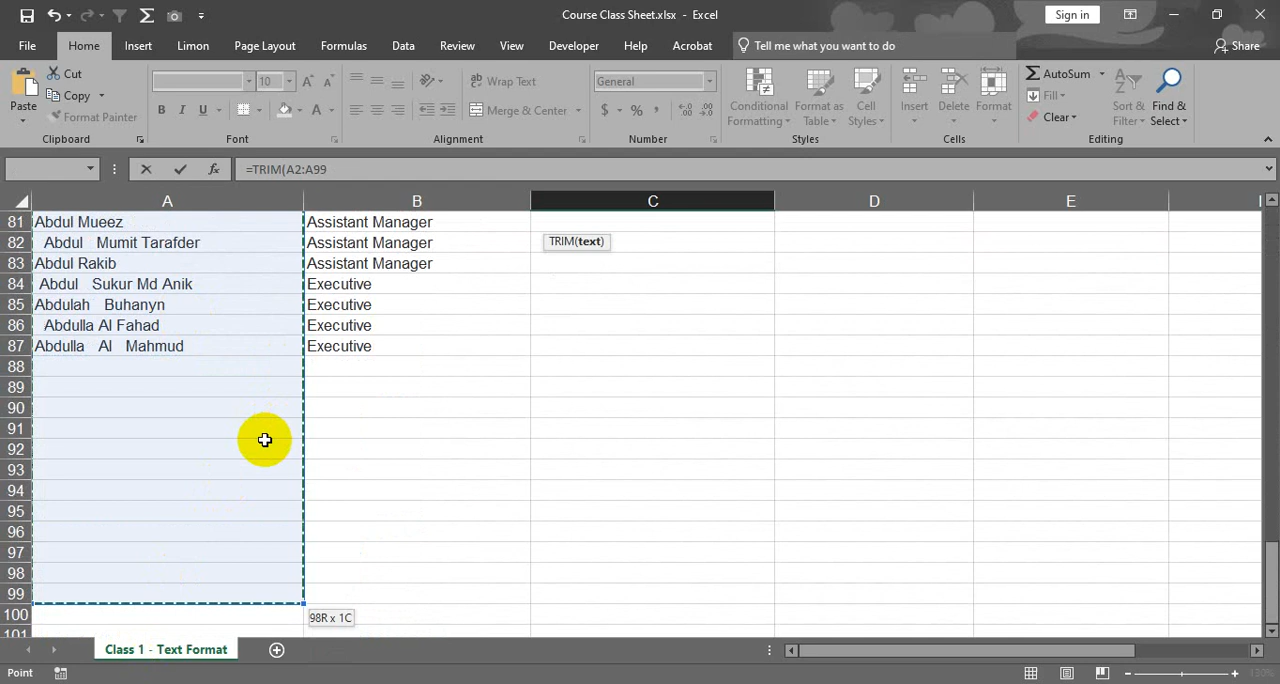 Course Class Sheet.xlsx - Excel
Sign in
File Home Insert Limon Page Layout Formulas Data Review View Developer Help Acrobat Tell me what you want to do Share
Paste
Cut
Copy
Format Painter
Clipboard
10
A A
B I U A
Font
ab Wrap Text
Merge & Center
Alignment
General
$ % ,
Number
Conditional Formatting
Format as Table
Cell Styles
Styles
Insert
Delete
Format
Cells
AutoSum
Fill
Clear
Sort & Filter
Find & Select
Editing
fx =TRIM(A2:A99
A B C D E
81 Abdul Mueez Assistant Manager
82 Abdul   Mumit Tarafder Assistant Manager
TRIM(text)
83 Abdul Rakib Assistant Manager
84 Abdul   Sukur Md Anik Executive
85 Abdulah   Buhanyn Executive
86 Abdulla Al Fahad Executive
87 Abdulla   Al   Mahmud Executive
88
89
90
91
92
93
94
95
96
97
98
99
100
98R x 1C
101
Class 1 - Text Format
Point
130%